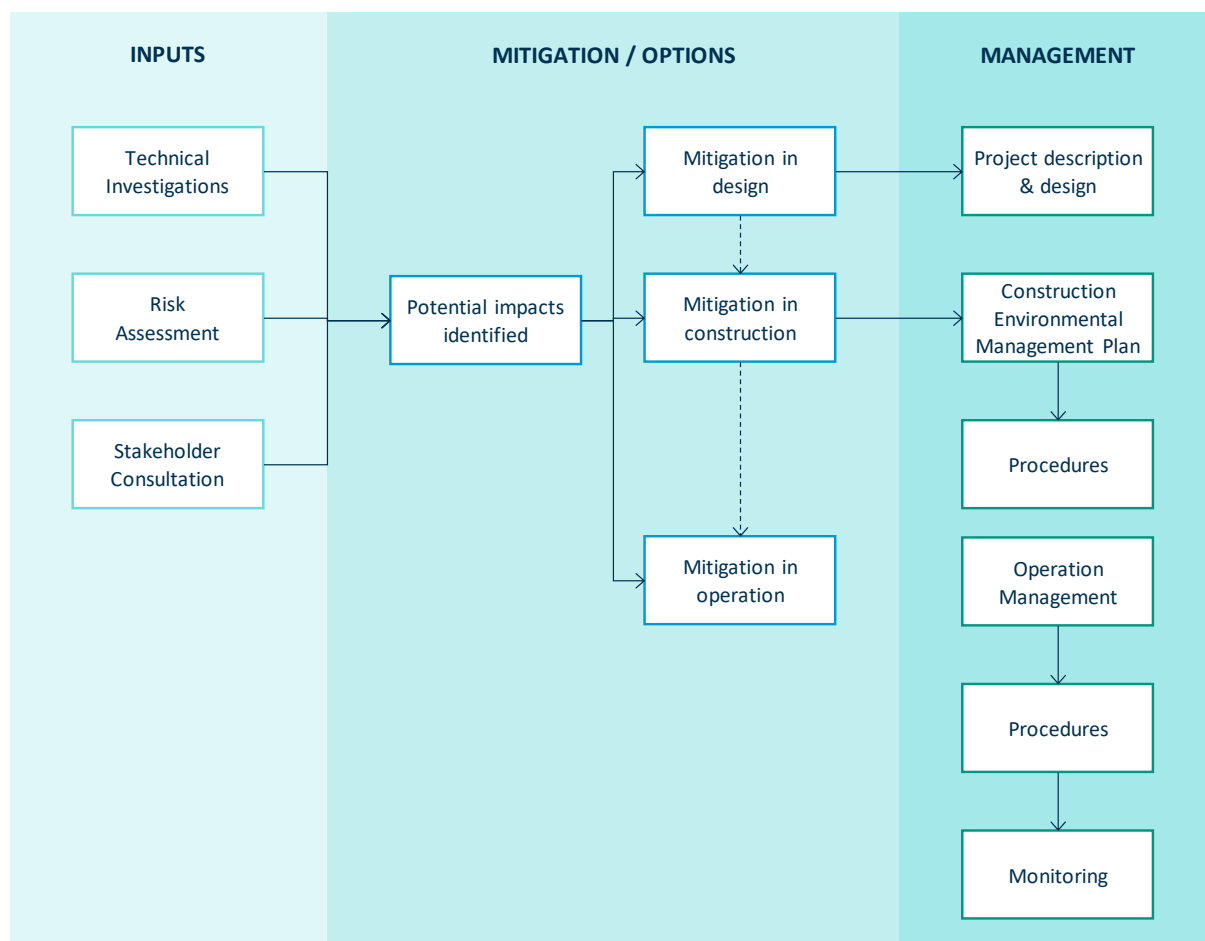 INPUTS
MITIGATION / OPTIONS
MANAGEMENT
Technical
Investigations
Risk
Assessment
Stakeholder
Consultation
Potential impacts
identified
Mitigation in
design
Mitigation in
construction
Mitigation in
operation
Project description
& design
Construction
Environmental
Management Plan
Procedures
Operation
Management
Procedures
Monitoring